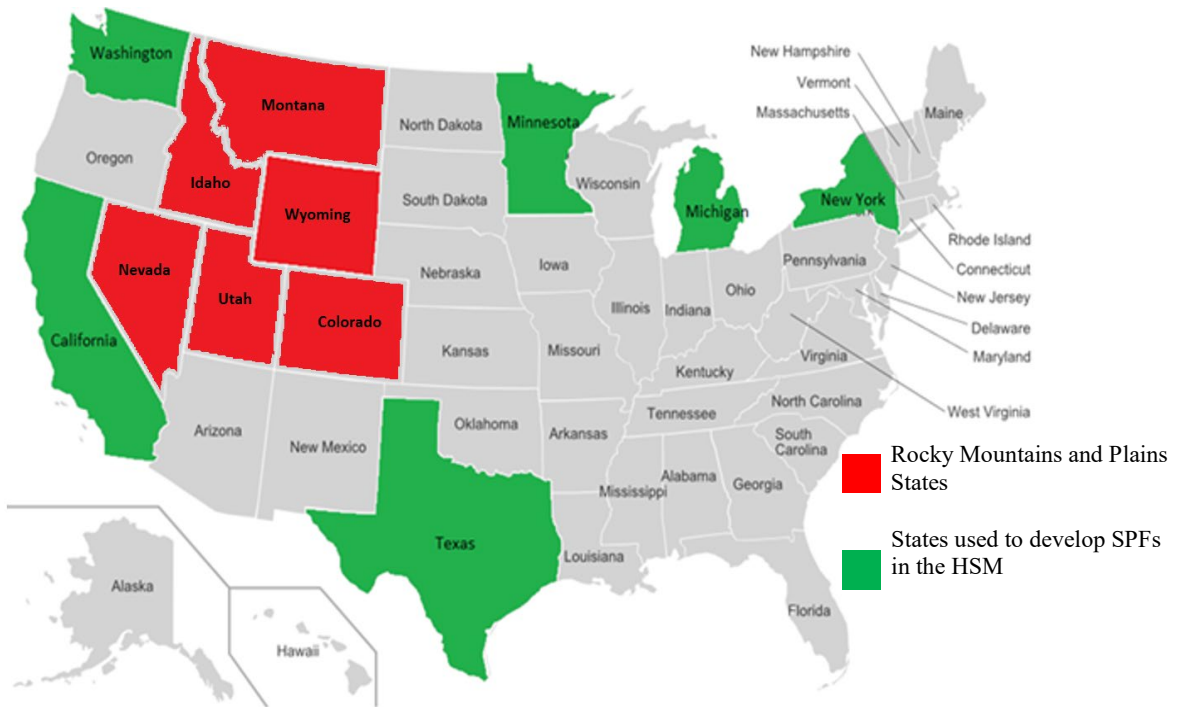 Washington
Montana
Oregon
Idaho
Wyoming
Nevada
Utah
Colorado
California
Arizona
New Mexico
North Dakota
South Dakota
Nebraska
Kansas
Oklahoma
Texas
Minnesota
Iowa
Missouri
Arkansas
Louisiana
Wisconsin
Illinois
Michigan
Indiana
Ohio
Kentucky
Tennessee
Mississippi
Alabama
Georgia
Florida
South
Carolina
North Carolina
Virginia
Pennsylvania
New York
Maine
New Hampshire
Vermont
Massachusetts
Rhode Island
Connecticut
New Jersey
Delaware
Maryland
West Virginia
Alaska
Hawaii
Rocky Mountains and Plains
States
States used to develop SPFs
in the HSM